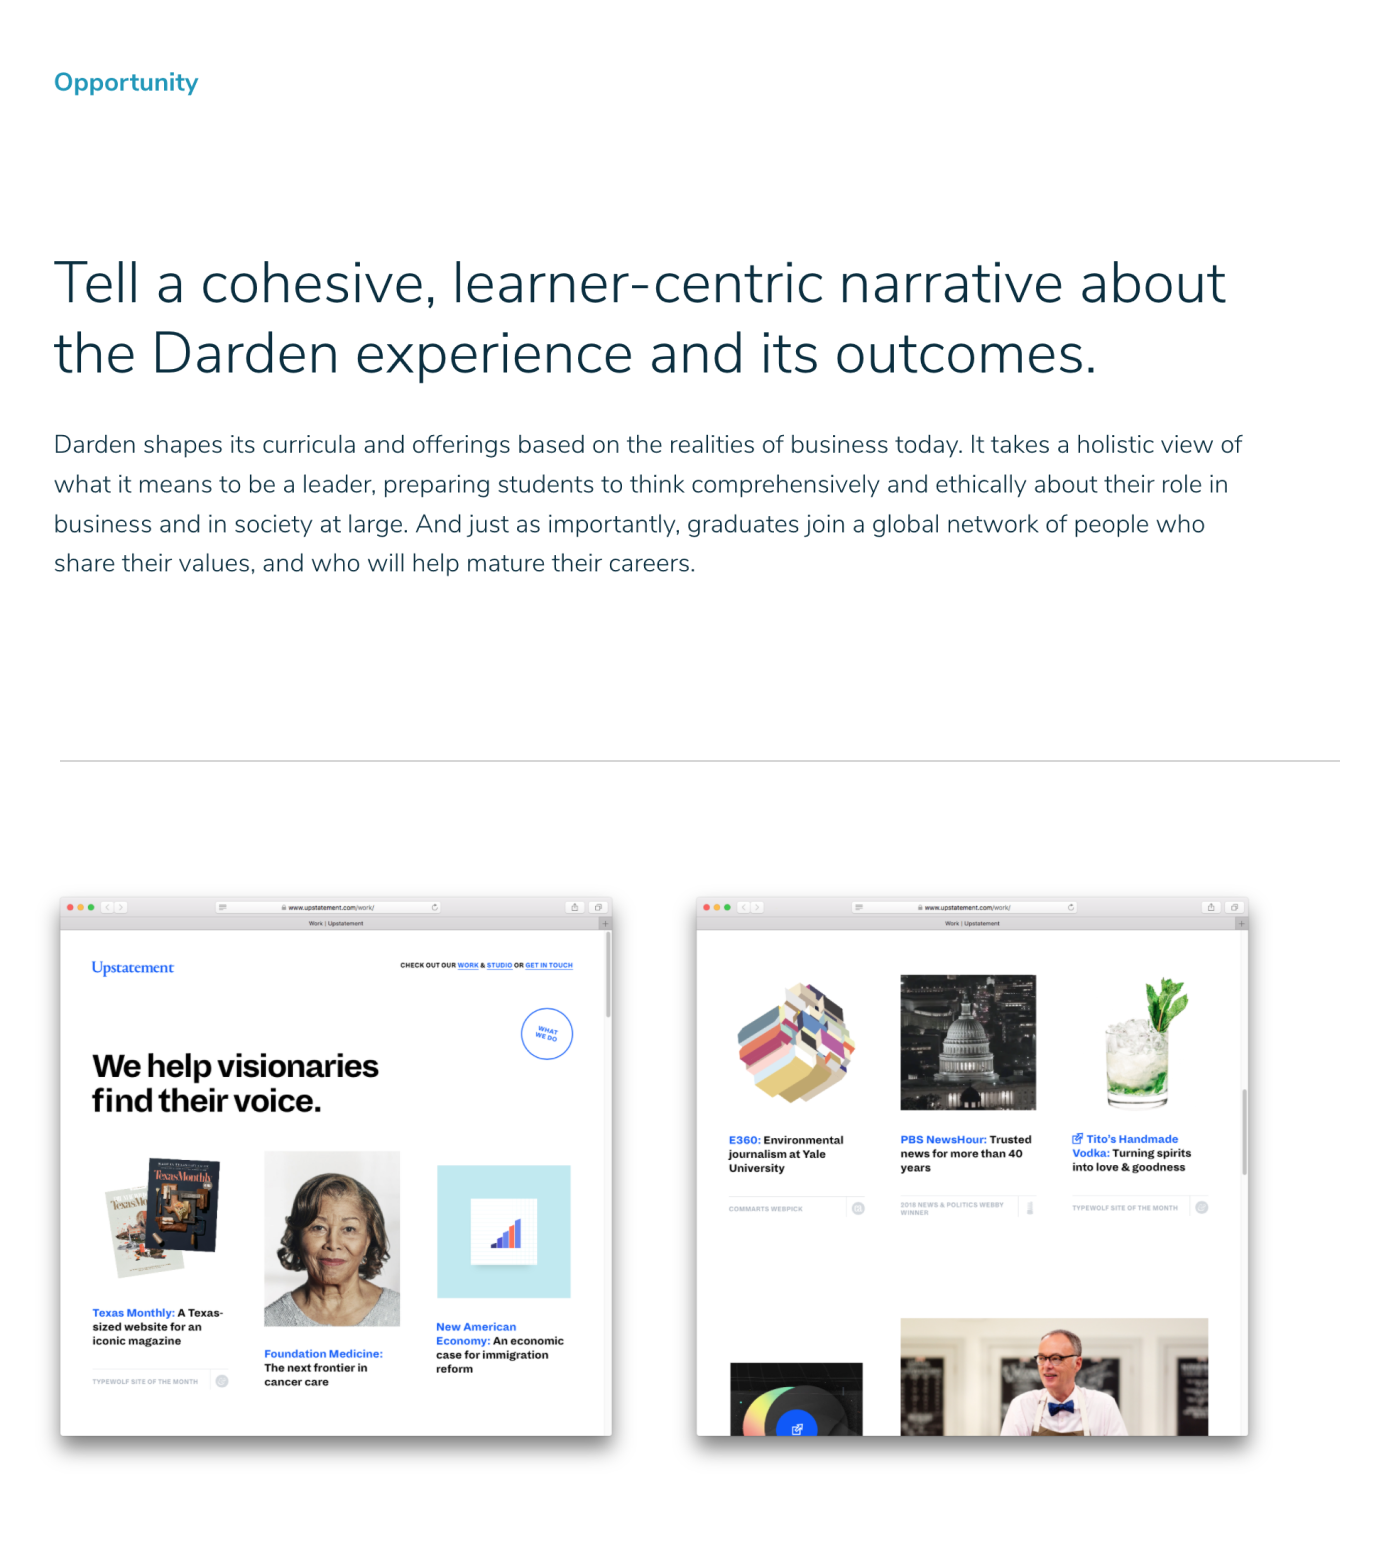 Opportunity
Tell a cohesive, learner-centric narrative about
the Darden experience and its outcomes.
Darden shapes its curricula and offerings based on the realities of business today. It takes a holistic view of
what it means to be a leader, preparing students to think comprehensively and ethically about their role in
business and in society at large. And just as importantly, graduates join a global network of people who
share their values, and who will help mature their careers.
www.upstatement.com/work/
Work | Upstatement
Upstatement
CHECK OUT OUR WORK & STUDIO OR GET IN TOUCH
WHAT
WE DO
We help visionaries
find their voice.
Texas Monthly
Texas Monthly: A Texas-
sized website for an
iconic magazine
TYPEWOLF SITE OF THE MONTH
Foundation Medicine:
The next frontier in
cancer care
New American
Economy: An economic
case for immigration
reform
www.upstatement.com/work/
Work | Upstatement
E360: Environmental
journalism at Yale
University
COMMARTS WEBPICK
PBS NewsHour: Trusted
news for more than 40
years
2018 NEWS & POLITICS WEBBY
WINNER
Tito's Handmade
Vodka: Turning spirits
into love & goodness
TYPEWOLF SITE OF THE MONTH